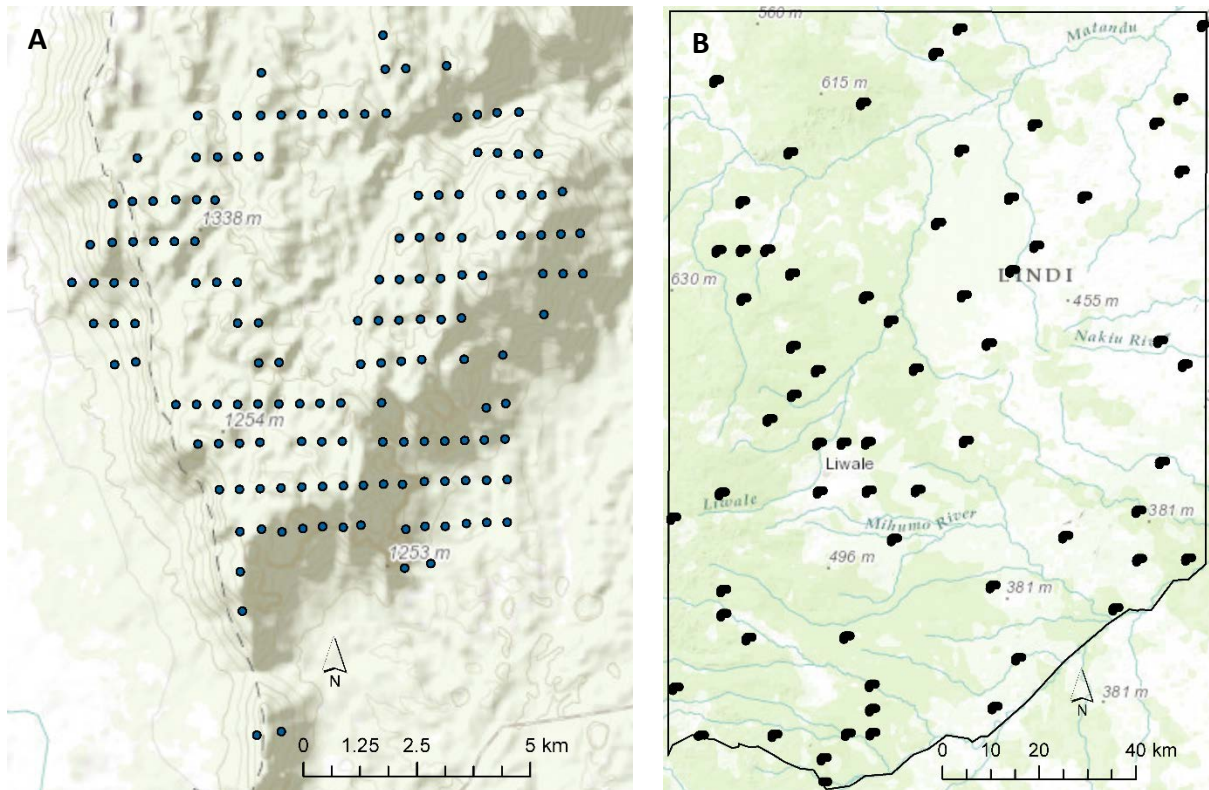 A
1338 m
1254 m
1253 m
N
0 1.25 2.5 5 km
B
560 m
Matandu
615 m
LINDI
630 m
455 m
Nakiu River
Liwale
Liwale
381 m
Mihumo River
496 m
381 m
381 m
N
0 10 20 40 km